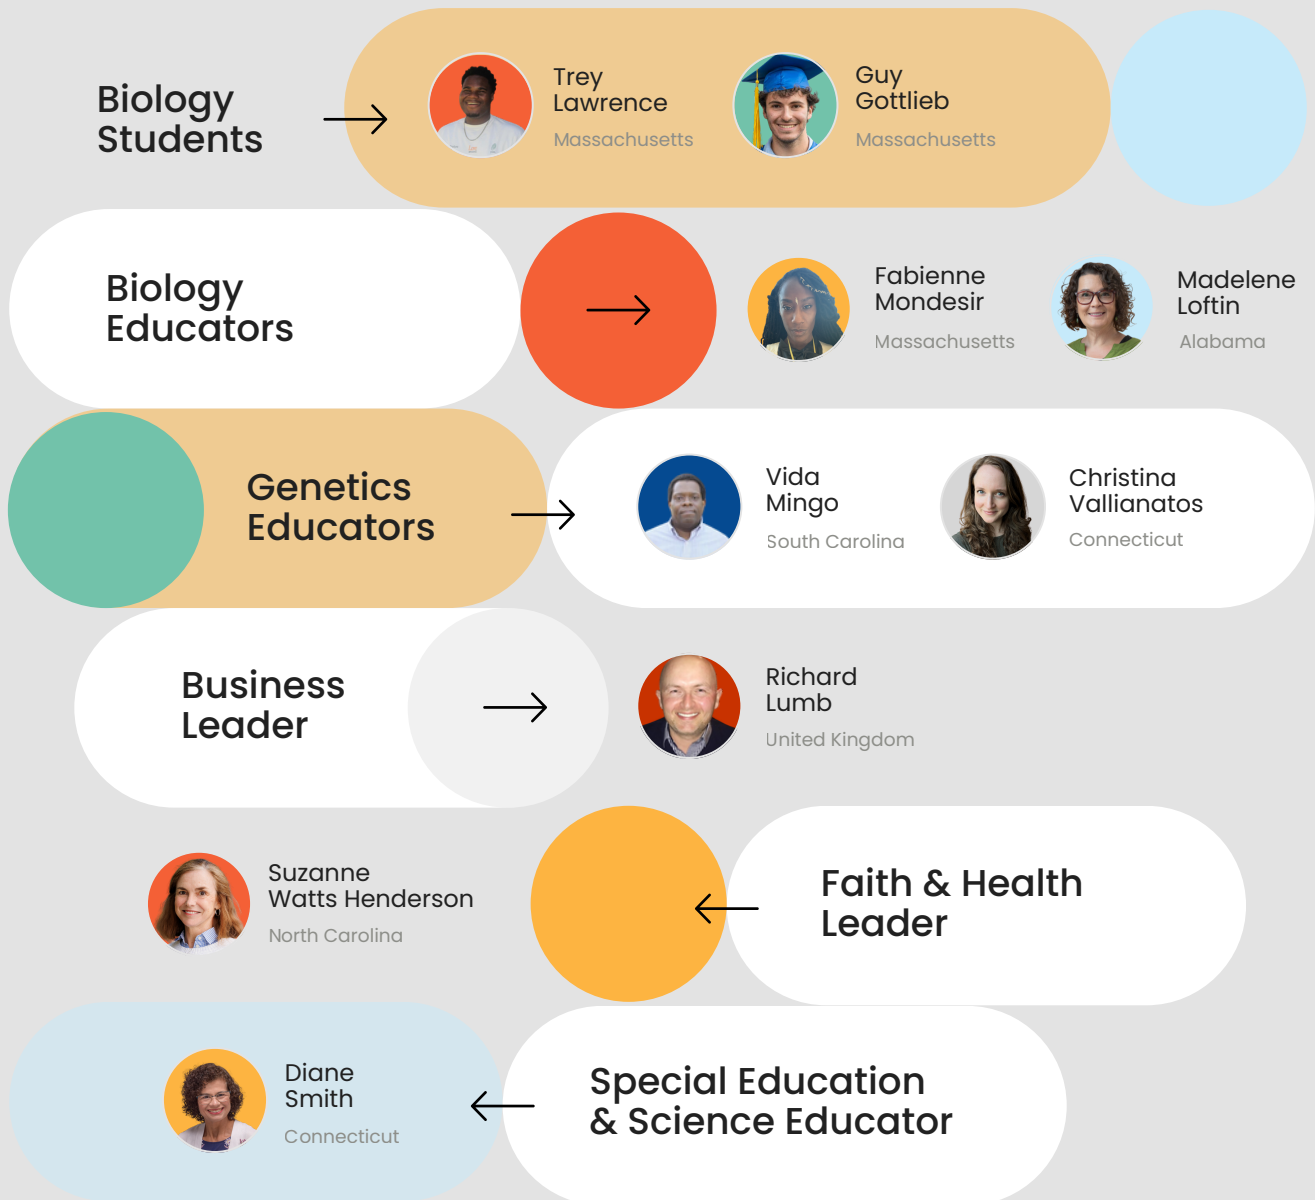 Biology
Students
Trey
Lawrence
Massachusetts
Guy
Gottlieb
Massachusetts
Biology
Educators
Fabienne
Mondesir
Massachusetts
Madelene
Loftin
Alabama
Genetics
Educators
Vida
Mingo
South Carolina
Christina
Vallianatos
Connecticut
Business
Leader
Richard
Lumb
United Kingdom
Suzanne
Watts Henderson
North Carolina
Faith & Health
Leader
Diane
Smith
Connecticut
Special Education
& Science Educator